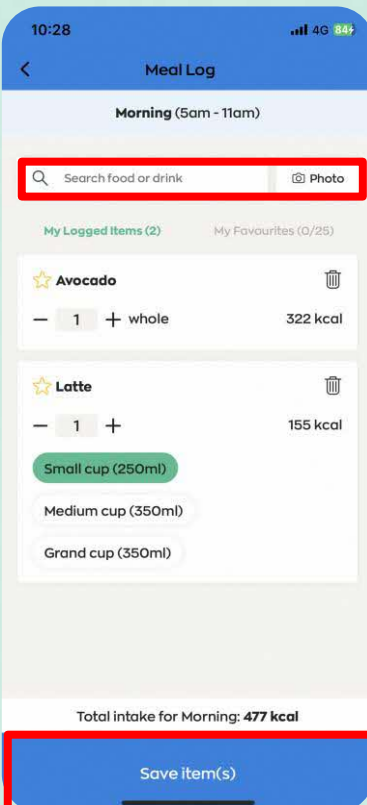 10:28 4G 84
Meal Log
Morning (5am - 11am)
Search food or drink Photo
My Logged Items (2) My Favourites (0/25)
Avocado
1 whole 322 kcal
Latte
1 155 kcal
Small cup (250ml)
Medium cup (350ml)
Grand cup (350ml)
Total intake for Morning: 477 kcal
Save item(s)